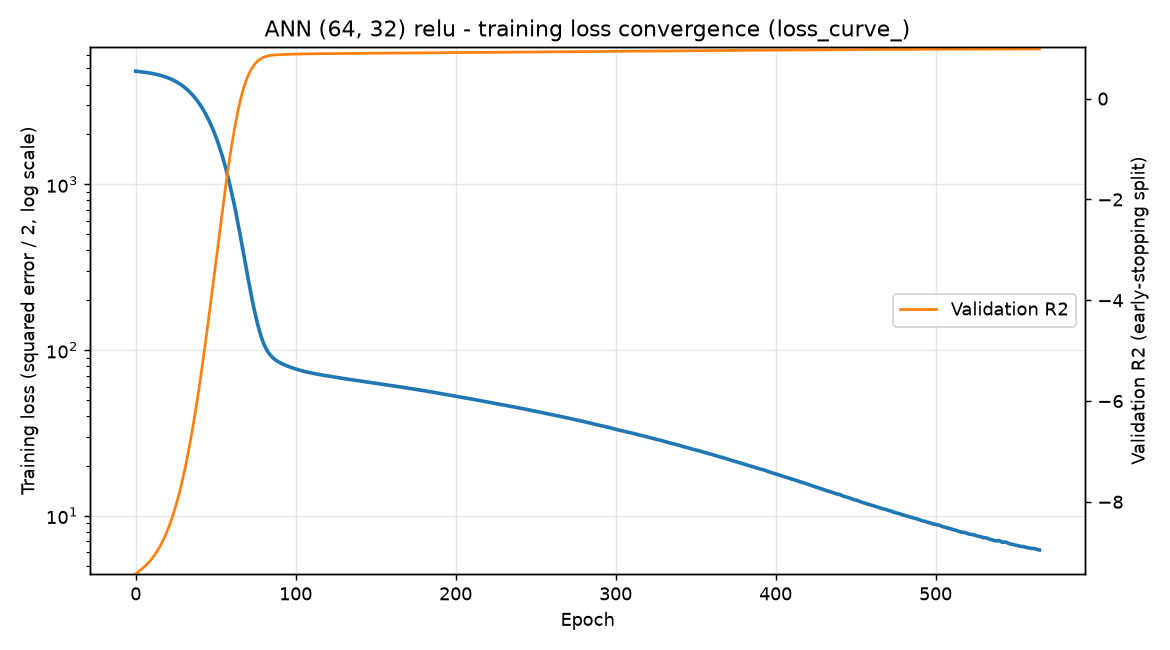 ANN (64, 32) relu - training loss convergence (loss_curve_)
Training loss (squared error / 2, log scale)
10³
10²
10¹
0
−2
−4
−6
−8
Validation R2 (early-stopping split)
Validation R2
0 100 200 300 400 500
Epoch